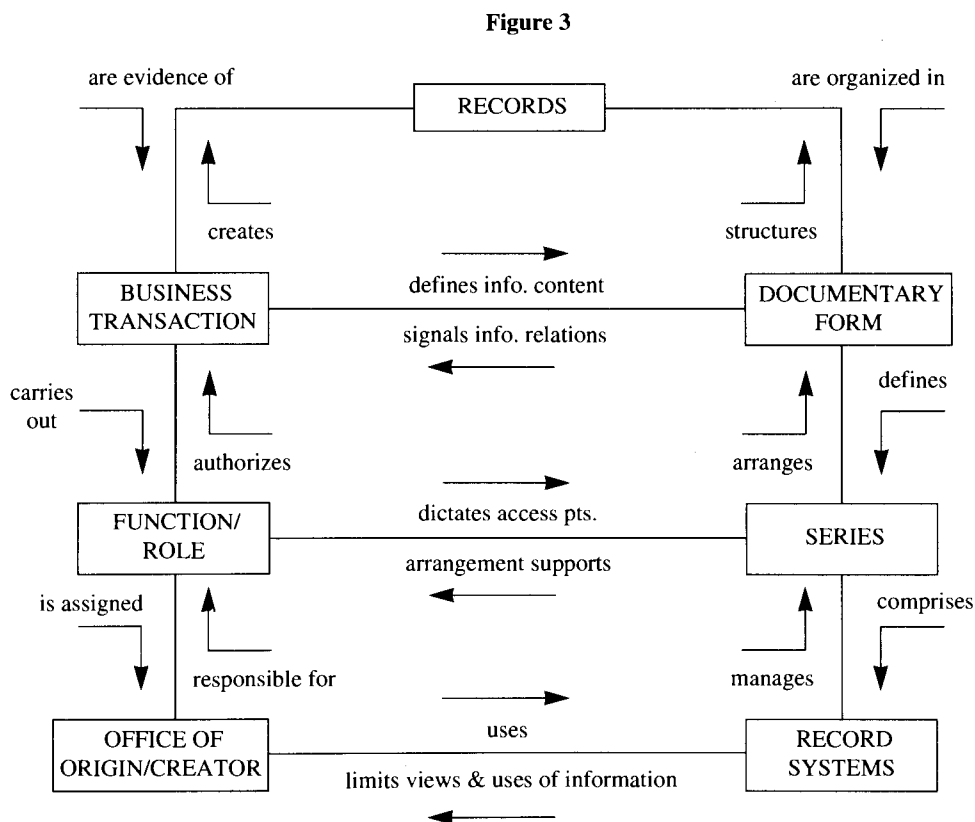 Figure 3
are evidence of
are organized in
RECORDS
creates
structures
BUSINESS
TRANSACTION
defines info. content
signals info. relations
DOCUMENTARY
FORM
carries
out
defines
authorizes
arranges
FUNCTION/
ROLE
dictates access pts.
arrangement supports
SERIES
is assigned
comprises
responsible for
manages
OFFICE OF
ORIGIN/CREATOR
uses
limits views & uses of information
RECORD
SYSTEMS